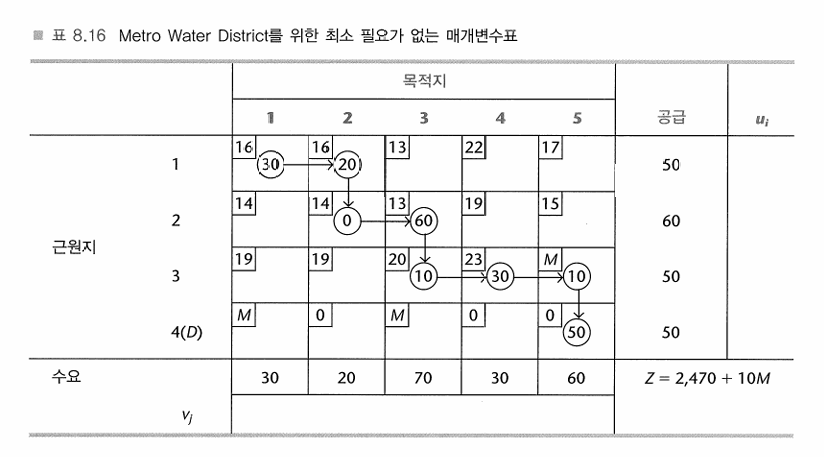 ■ 표 8.16 Metro Water District를 위한 최소 필요가 없는 매개변수표
목적지
1 2 3 4 5 공급 uᵢ
16 16 13 22 17
1 30 20 50
14 14 13 19 15
2 0 60 60
근원지
19 19 20 23 M
3 10 30 10 50
M 0 M 0 0
4(D) 50 50
수요 30 20 70 30 60 Z = 2,470 + 10M
vⱼ